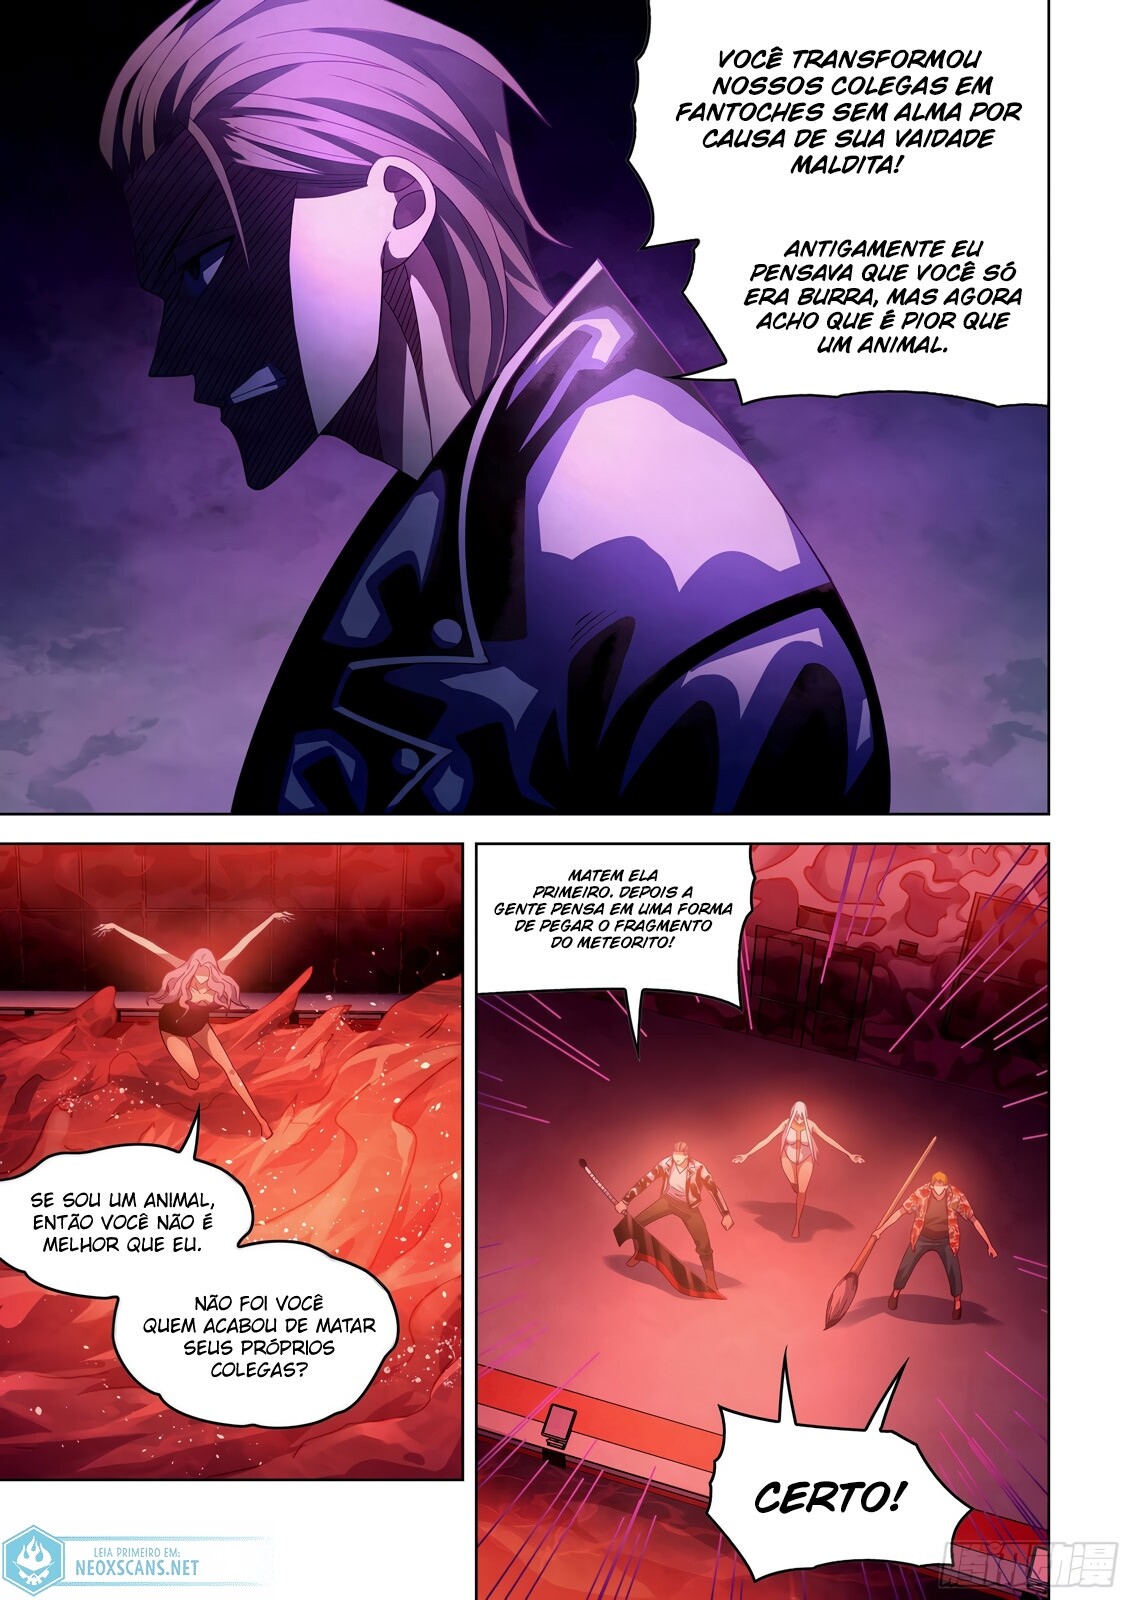 VOCÊ TRANSFORMOU
NOSSOS COLEGAS EM
FANTOCHES SEM ALMA POR
CAUSA DE SUA VAIDADE
MALDITA!
ANTIGAMENTE EU
PENSAVA QUE VOCÊ SÓ
ERA BURRA, MAS AGORA
ACHO QUE É PIOR QUE
UM ANIMAL.
SE SOU UM ANIMAL,
ENTÃO VOCÊ NÃO É
MELHOR QUE EU.
NÃO FOI VOCÊ
QUEM ACABOU DE MATAR
SEUS PRÓPRIOS
COLEGAS?
MATEM ELA
PRIMEIRO. DEPOIS A
GENTE PENSA EM UMA FORMA
DE PEGAR O FRAGMENTO
DO METEORITO!
CERTO!
LEIA PRIMEIRO EM:
NEOXSCANS.NET